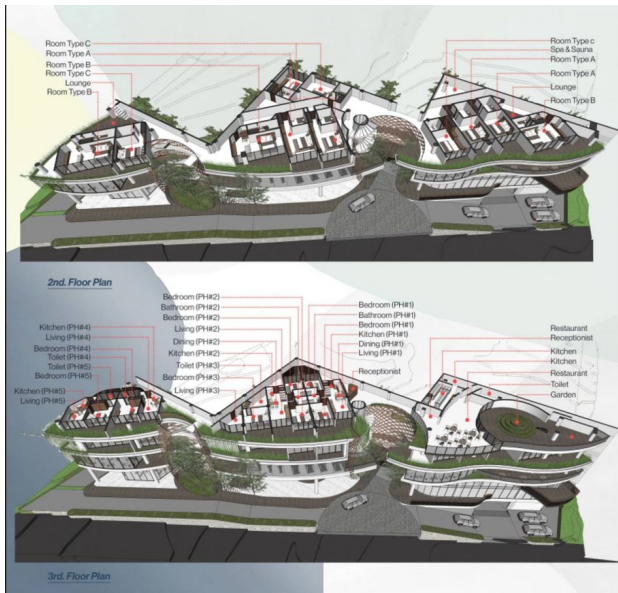 Room Type C
Room Type A
Room Type B
Room Type C
Lounge
Room Type B
Room Type c
Spa & Sauna
Room Type A
Room Type A
Lounge
Room Type B
2nd. Floor Plan
Bedroom (PH#2)
Bathroom (PH#2)
Bedroom (PH#2)
Living (PH#2)
Dining (PH#2)
Kitchen (PH#2)
Toilet (PH#3)
Bedroom (PH#3)
Living (PH#3)
Kitchen (PH#4)
Living (PH#4)
Bedroom (PH#4)
Toilet (PH#4)
Toilet (PH#5)
Bedroom (PH#5)
Kitchen (PH#5)
Living (PH#5)
Bedroom (PH#1)
Bathroom (PH#1)
Bedroom (PH#1)
Kitchen (PH#1)
Dining (PH#1)
Living (PH#1)
Receptionist
Restaurant
Receptionist
Kitchen
Kitchen
Restaurant
Toilet
Garden
3rd. Floor Plan